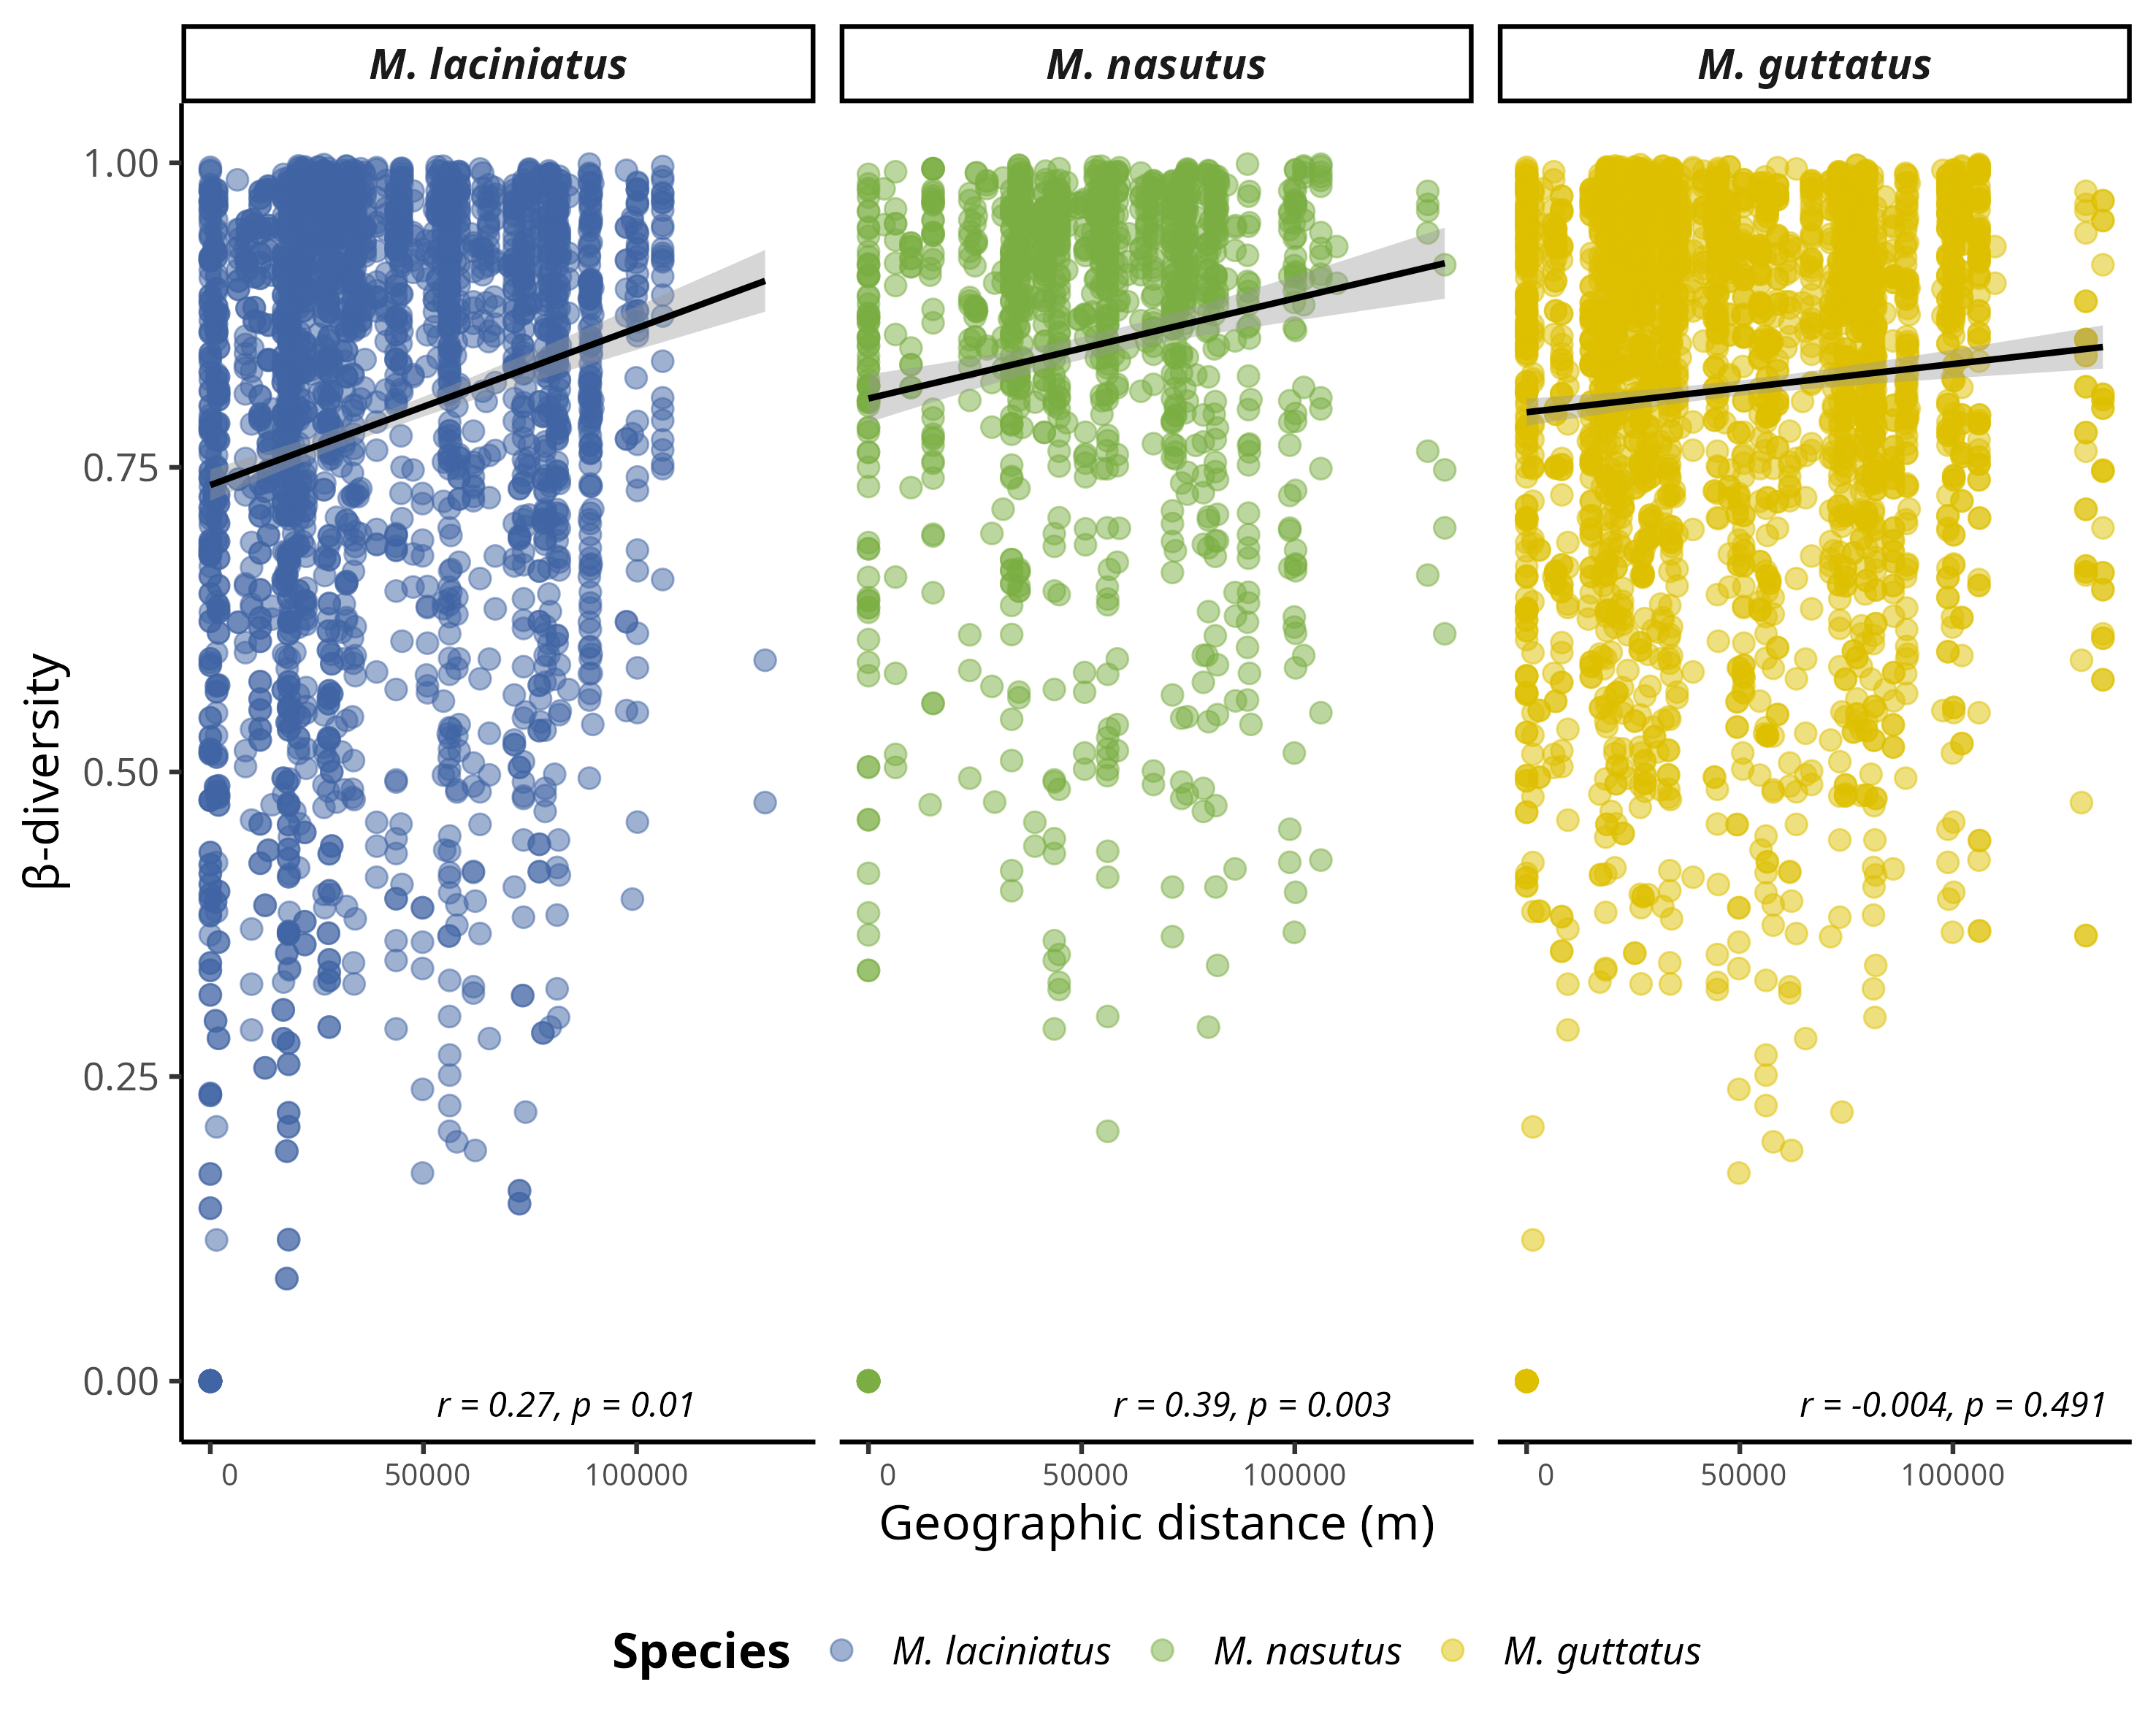 M. laciniatus
M. nasutus
M. guttatus
β-diversity
1.00
0.75
0.50
0.25
0.00
r = 0.27, p = 0.01
r = 0.39, p = 0.003
r = -0.004, p = 0.491
0 50000 100000
0 50000 100000
0 50000 100000
Geographic distance (m)
Species M. laciniatus M. nasutus M. guttatus